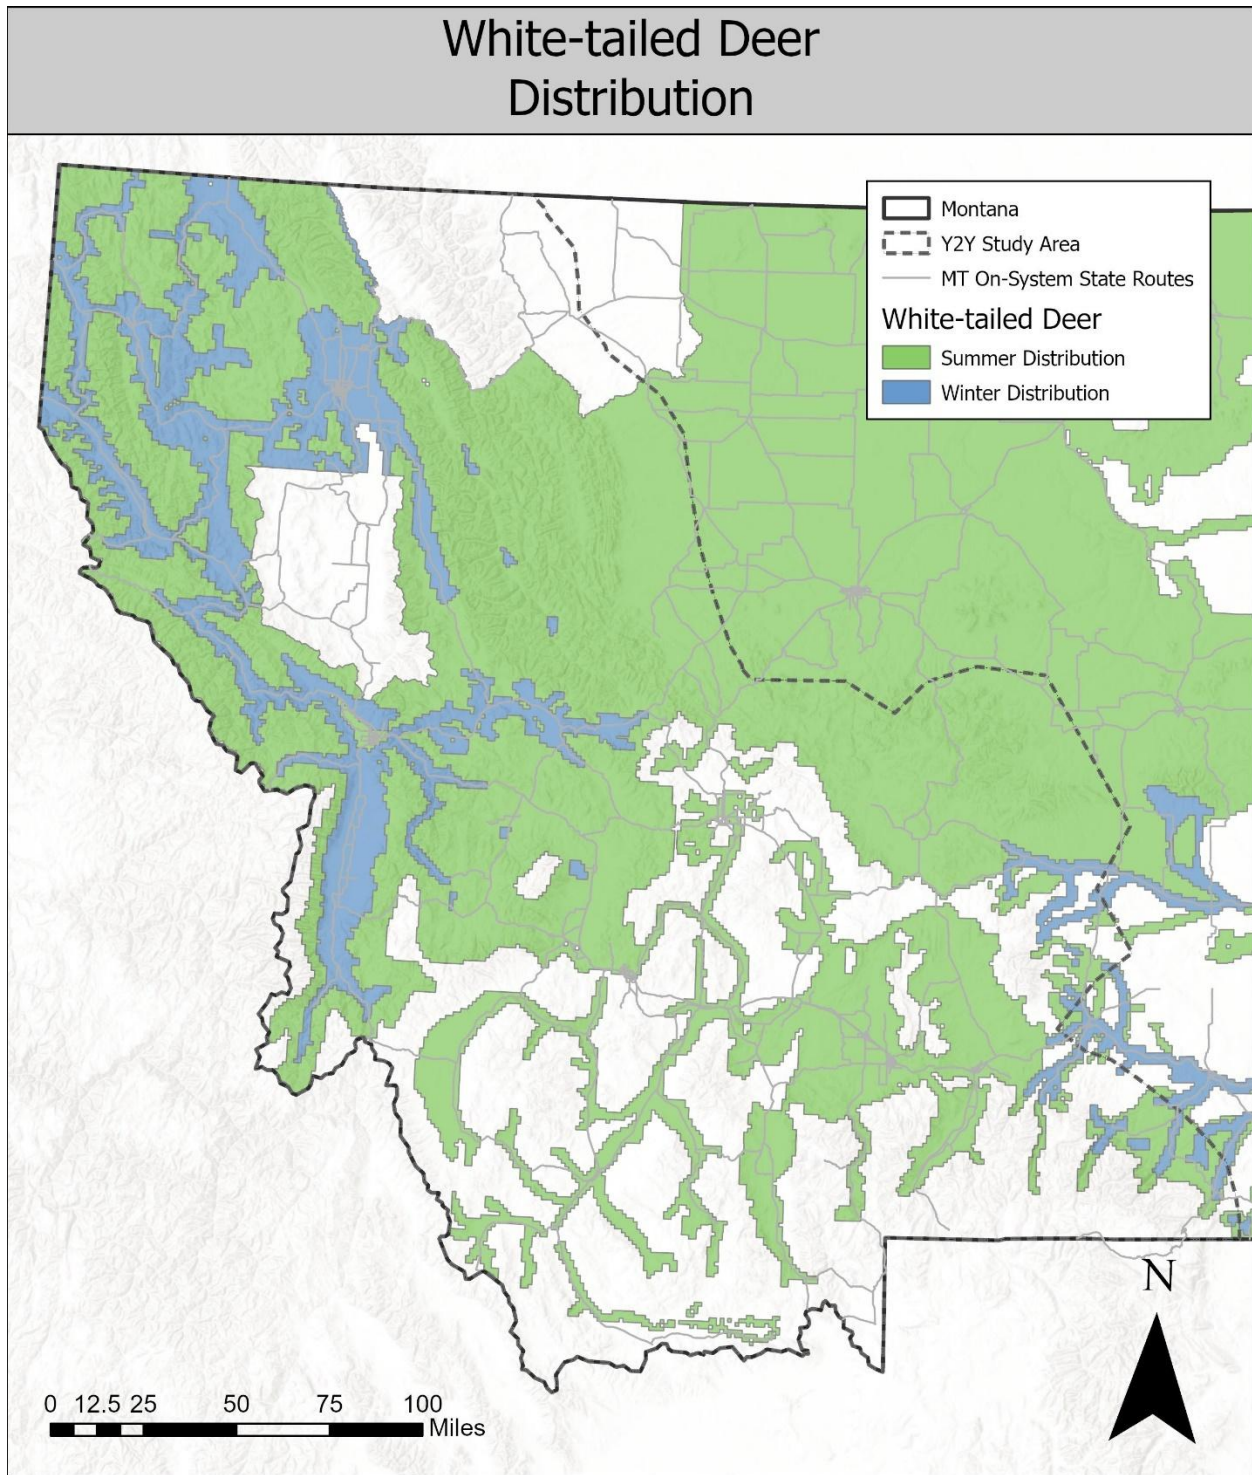 White-tailed Deer
Distribution
Montana
Y2Y Study Area
MT On-System State Routes
White-tailed Deer
Summer Distribution
Winter Distribution
N
0 12.5 25 50 75 100
Miles